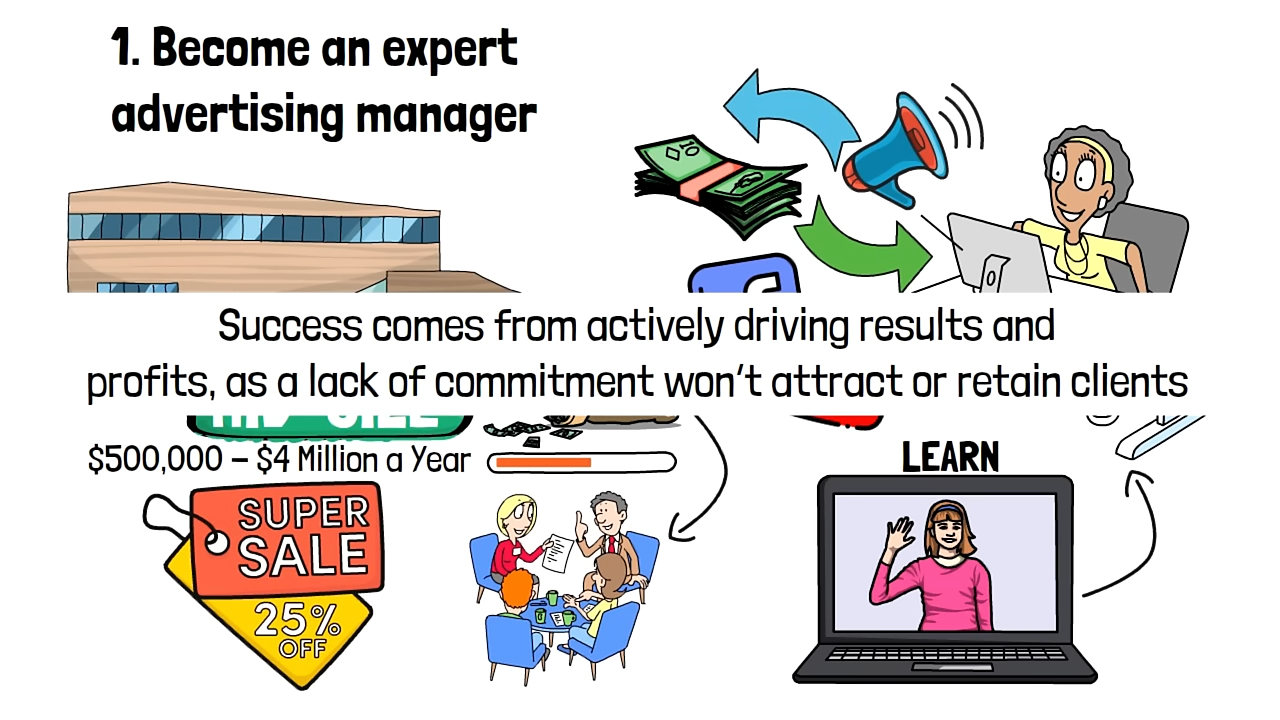 1. Become an expert
advertising manager
Success comes from actively driving results and
profits, as a lack of commitment won't attract or retain clients
$500,000 – $4 Million a Year
LEARN
SUPER
SALE
25%
OFF